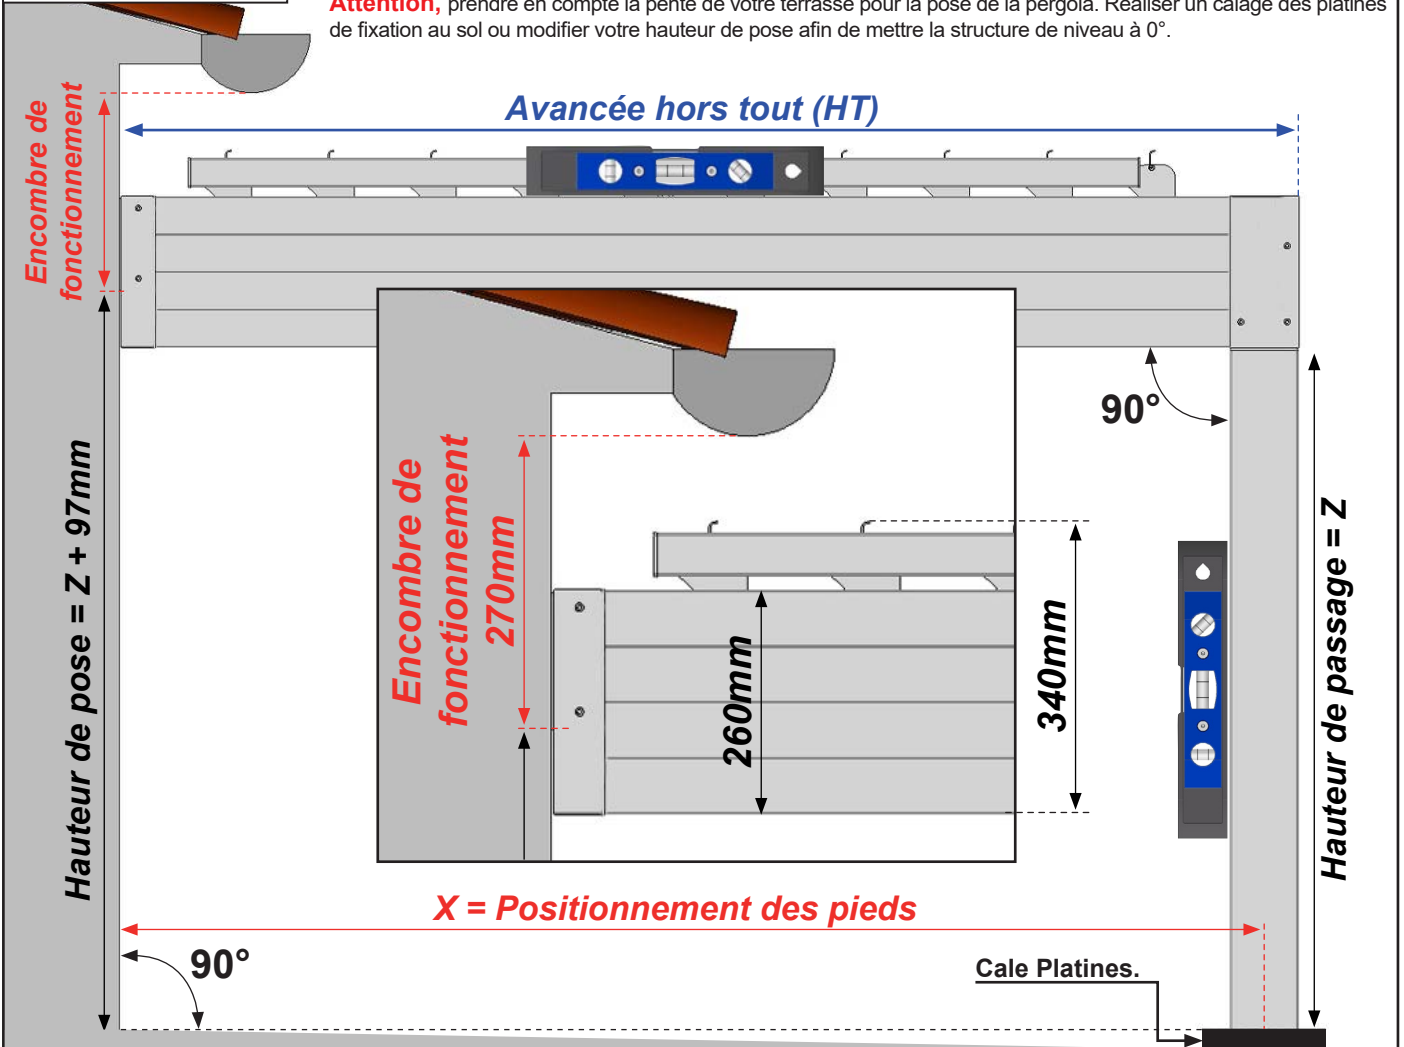 Attention, prendre en compte la pente de votre terrasse pour la pose de la pergola. Réaliser un calage des platines
de fixation au sol ou modifier votre hauteur de pose afin de mettre la structure de niveau à 0°.
Avancée hors tout (HT)
Encombre de
fonctionnement
90°
Encombre de
fonctionnement
270mm
260mm
340mm
Hauteur de pose = Z + 97mm
Hauteur de passage = Z
X = Positionnement des pieds
90°
Cale Platines.